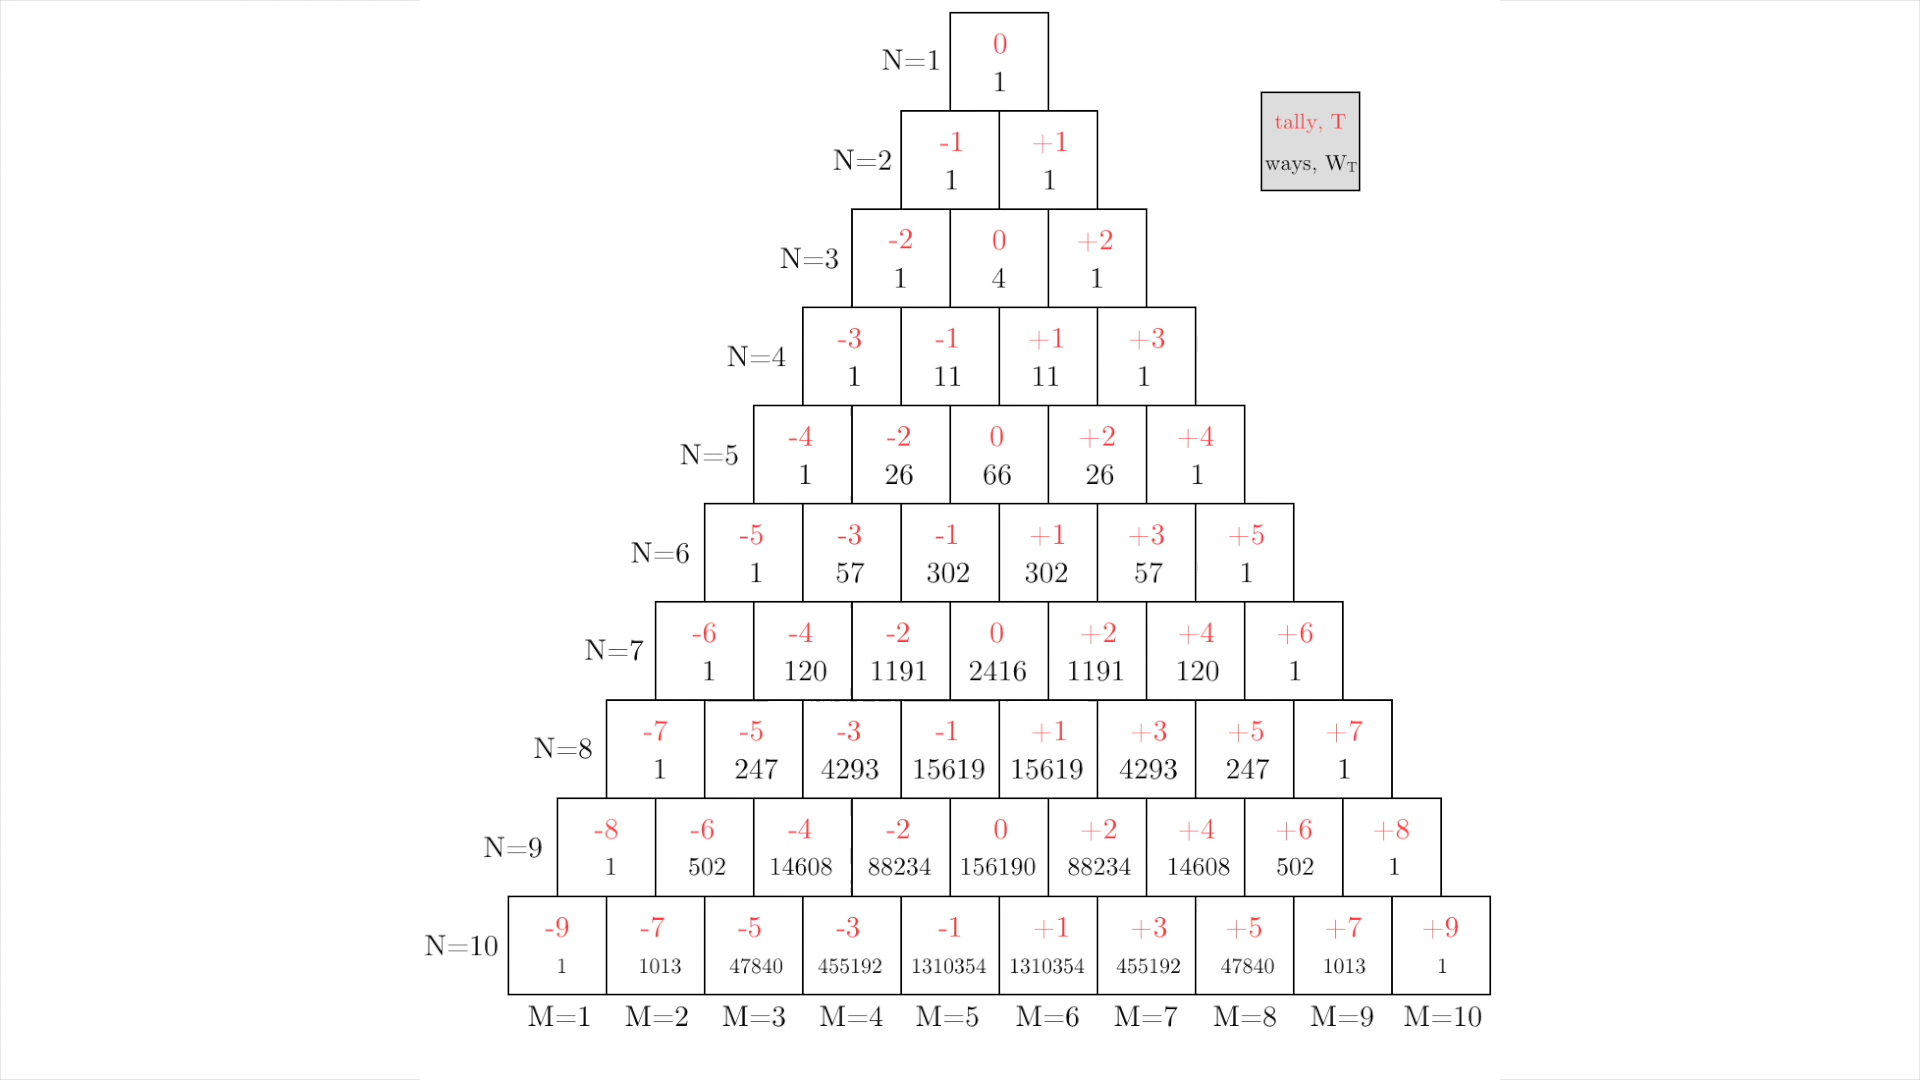 0
N=1
1
tally, T
ways, W_T
-1 +1
N=2
1 1
-2 0 +2
N=3
1 4 1
-3 -1 +1 +3
N=4
1 11 11 1
-4 -2 0 +2 +4
N=5
1 26 66 26 1
-5 -3 -1 +1 +3 +5
N=6
1 57 302 302 57 1
-6 -4 -2 0 +2 +4 +6
N=7
1 120 1191 2416 1191 120 1
-7 -5 -3 -1 +1 +3 +5 +7
N=8
1 247 4293 15619 15619 4293 247 1
-8 -6 -4 -2 0 +2 +4 +6 +8
N=9
1 502 14608 88234 156190 88234 14608 502 1
-9 -7 -5 -3 -1 +1 +3 +5 +7 +9
N=10
1 1013 47840 455192 1310354 1310354 455192 47840 1013 1
M=1 M=2 M=3 M=4 M=5 M=6 M=7 M=8 M=9 M=10